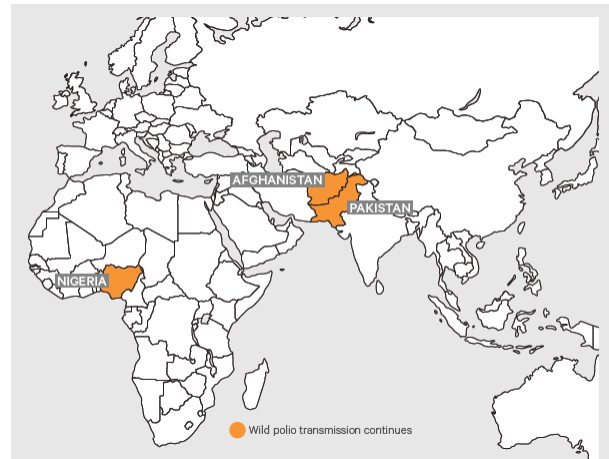 AFGHANISTAN
PAKISTAN
NIGERIA
Wild polio transmission continues